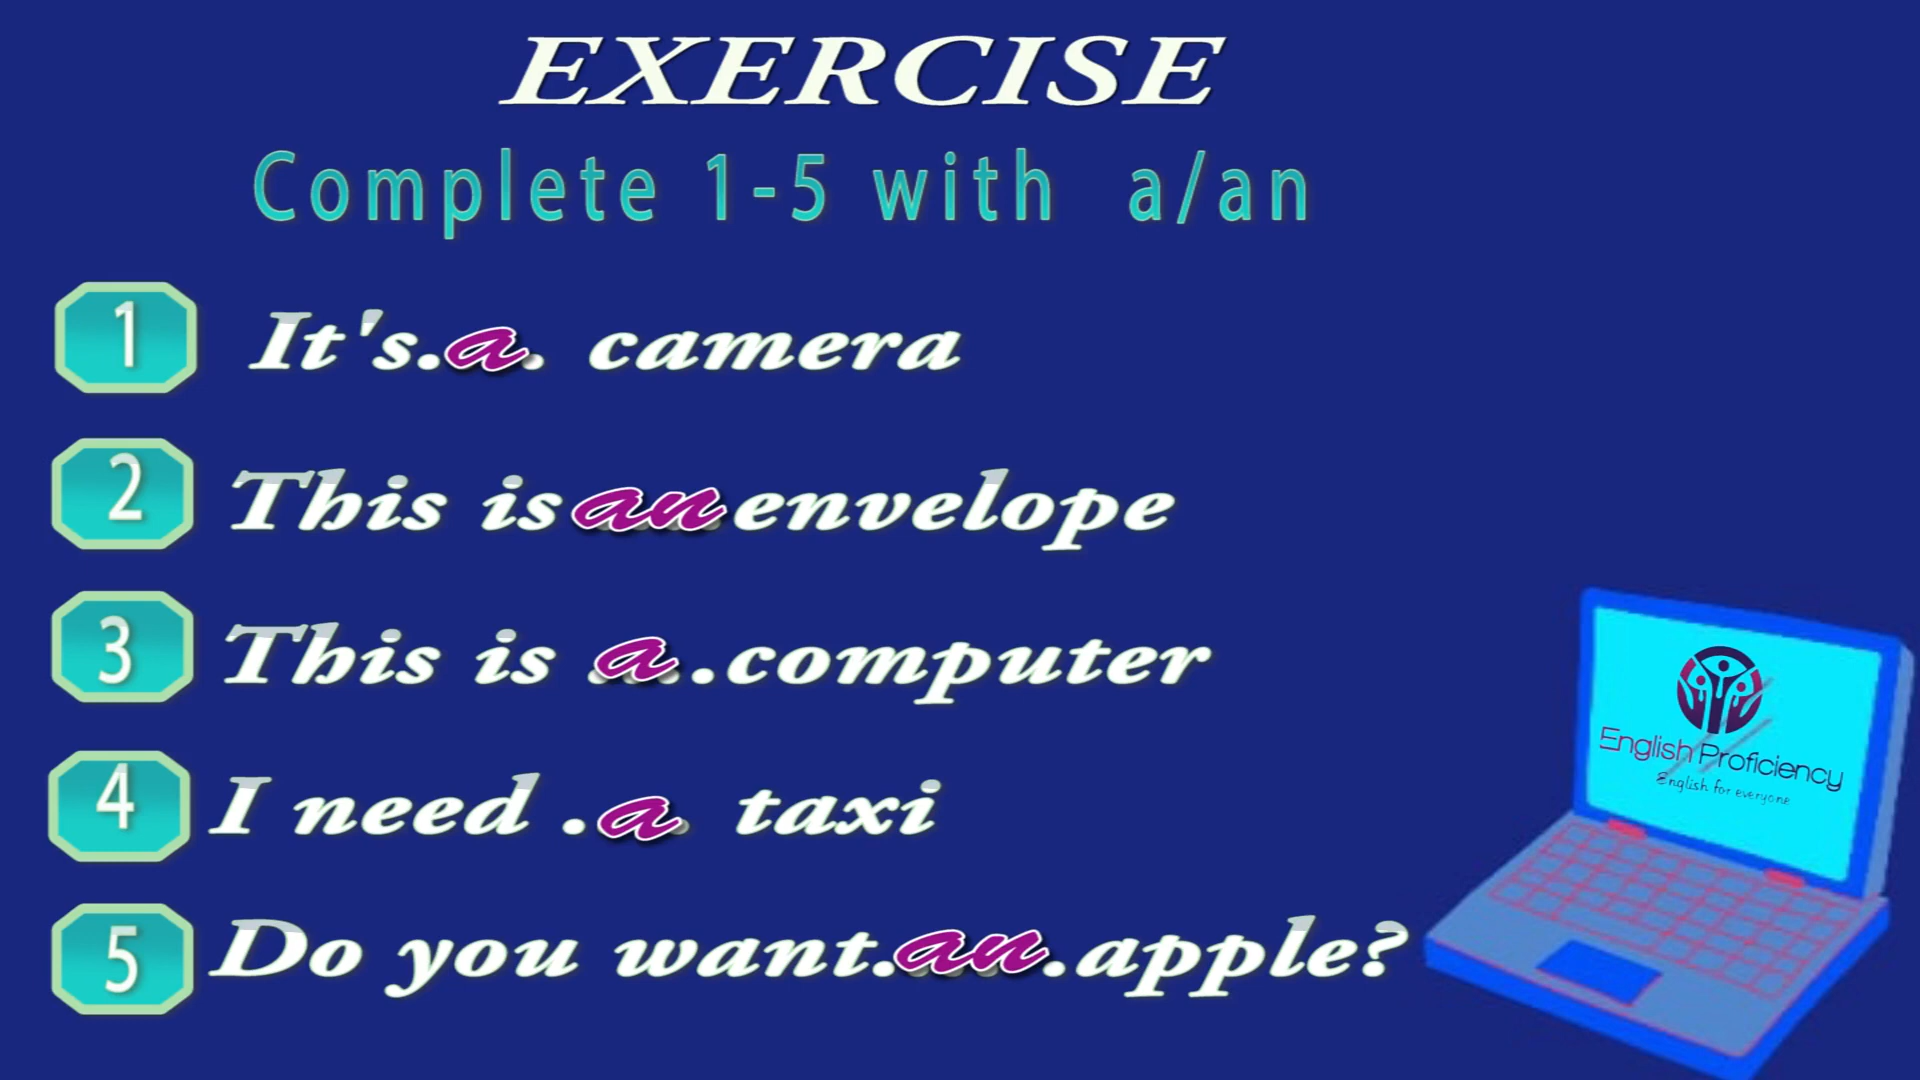 EXERCISE
Complete 1-5 with a/an
1 It's.a. camera
2 This is an envelope
3 This is .a..computer
4 I need .a. taxi
5 Do you want.an.apple?
English Proficiency
English for everyone